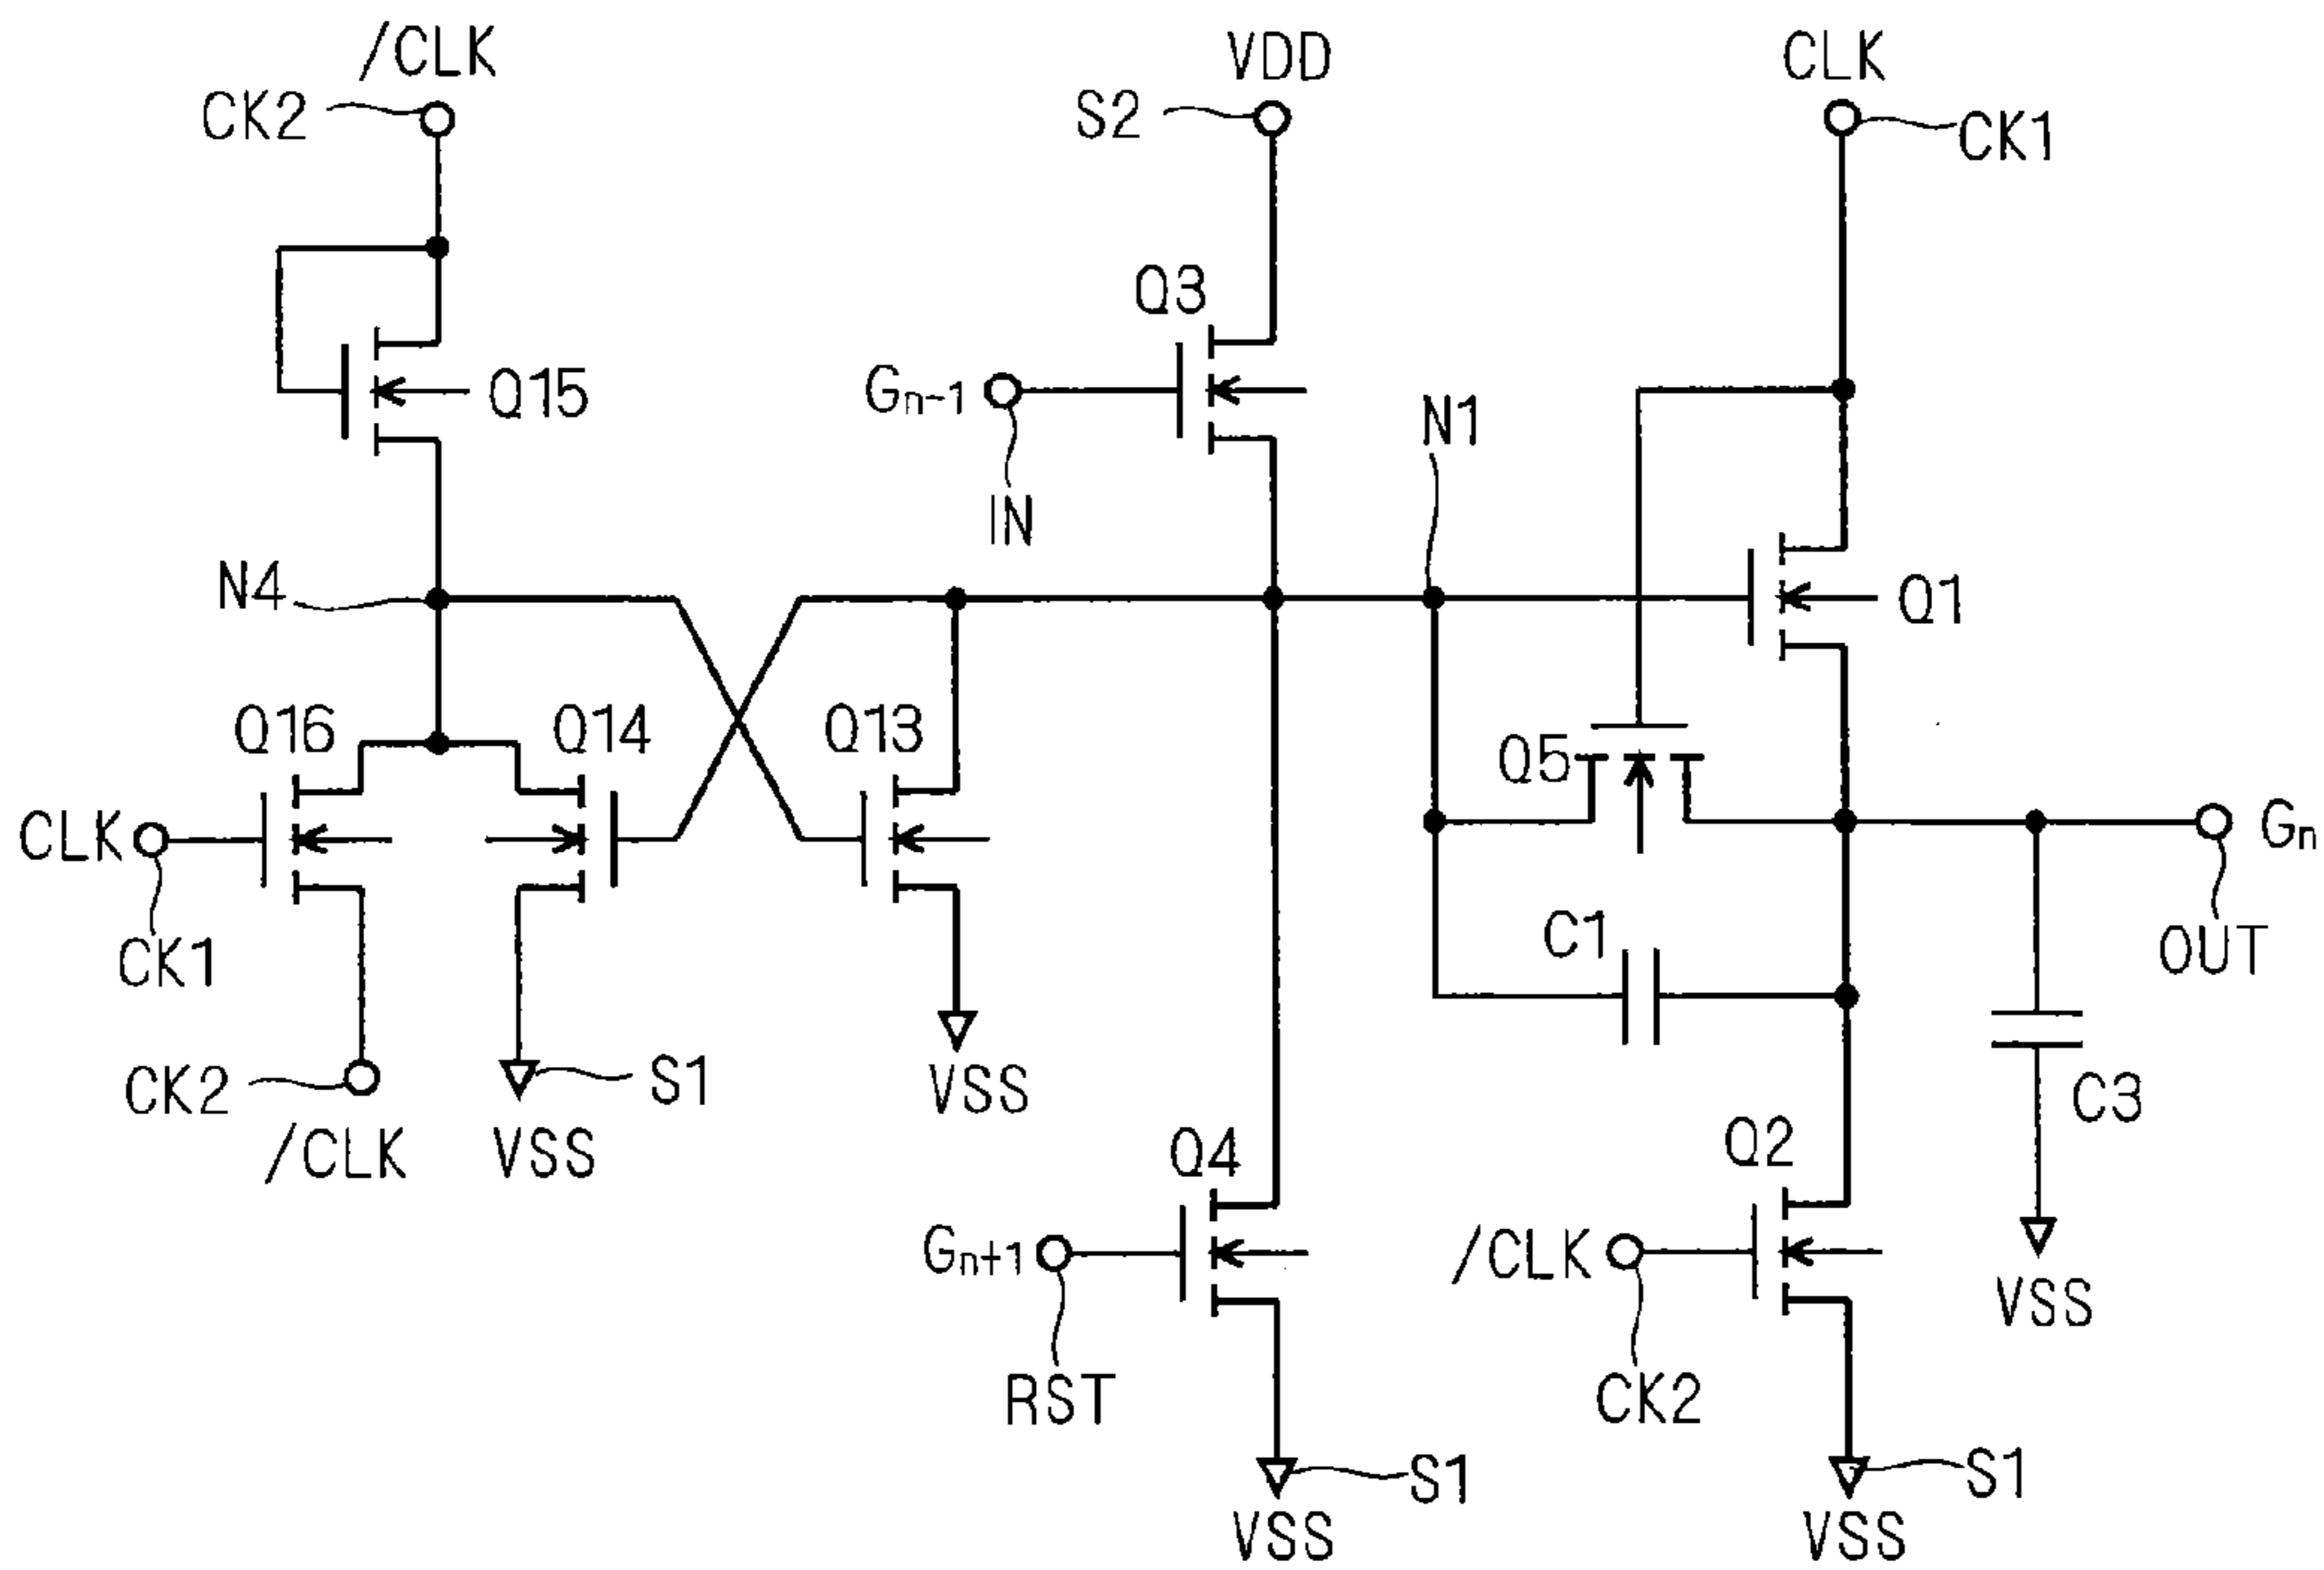 /CLK
VDD
CLK
CK2
S2
CK1
Q3
Q15
Gn-1
N1
IN
N4
Q1
Q16
Q14
Q13
Q5
CLK
Gn
C1
CK1
OUT
CK2
S1
VSS
C3
/CLK
VSS
Q4
Q2
Gn+1
/CLK
VSS
RST
CK2
S1
S1
VSS
VSS